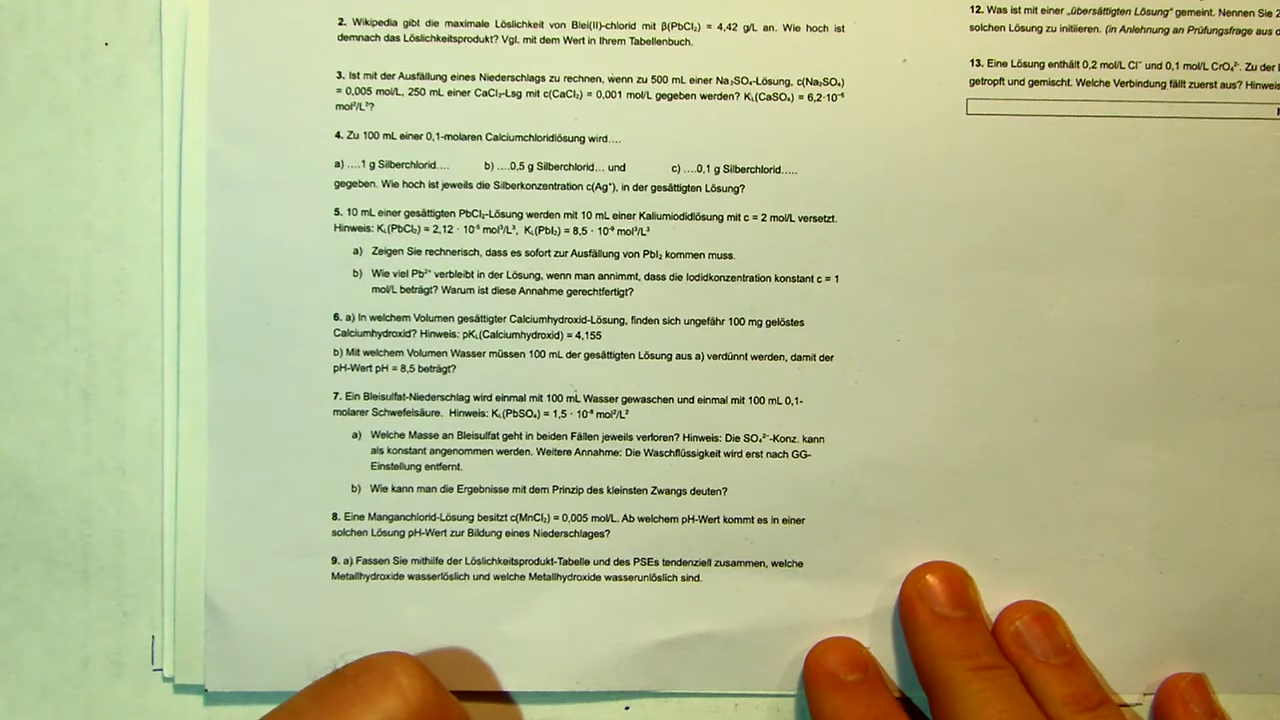 2. Wikipedia gibt die maximale Löslichkeit von Blei(II)-chlorid mit β(PbCl₂) = 4,42 g/L an. Wie hoch ist
demnach das Löslichkeitsprodukt? Vgl. mit dem Wert in Ihrem Tabellenbuch.
3. Ist mit der Ausfällung eines Niederschlags zu rechnen, wenn zu 500 mL einer Na₂SO₄-Lösung, c(Na₂SO₄)
= 0,005 mol/L, 250 mL einer CaCl₂-Lsg mit c(CaCl₂) = 0,001 mol/L gegeben werden? K_L(CaSO₄) = 6,2·10⁻⁵
mol²/L²?
4. Zu 100 mL einer 0,1-molaren Calciumchloridlösung wird....
a) ....1 g Silberchlorid.... b) ....0,5 g Silberchlorid... und c) ....0,1 g Silberchlorid.....
gegeben. Wie hoch ist jeweils die Silberkonzentration c(Ag⁺), in der gesättigten Lösung?
5. 10 mL einer gesättigten PbCl₂-Lösung werden mit 10 mL einer Kaliumiodidlösung mit c = 2 mol/L versetzt.
Hinweis: K_L(PbCl₂) = 2,12 · 10⁻⁵ mol³/L³, K_L(PbI₂) = 8,5 · 10⁻⁹ mol³/L³
a) Zeigen Sie rechnerisch, dass es sofort zur Ausfällung von PbI₂ kommen muss.
b) Wie viel Pb²⁺ verbleibt in der Lösung, wenn man annimmt, dass die Iodidkonzentration konstant c = 1
mol/L beträgt? Warum ist diese Annahme gerechtfertigt?
6. a) In welchem Volumen gesättigter Calciumhydroxid-Lösung, finden sich ungefähr 100 mg gelöstes
Calciumhydroxid? Hinweis: pK_L(Calciumhydroxid) = 4,155
b) Mit welchem Volumen Wasser müssen 100 mL der gesättigten Lösung aus a) verdünnt werden, damit der
pH-Wert pH = 8,5 beträgt?
7. Ein Bleisulfat-Niederschlag wird einmal mit 100 mL Wasser gewaschen und einmal mit 100 mL 0,1-
molarer Schwefelsäure. Hinweis: K_L(PbSO₄) = 1,5 · 10⁻⁸ mol²/L²
a) Welche Masse an Bleisulfat geht in beiden Fällen jeweils verloren? Hinweis: Die SO₄²⁻-Konz. kann
als konstant angenommen werden. Weitere Annahme: Die Waschflüssigkeit wird erst nach GG-
Einstellung entfernt.
b) Wie kann man die Ergebnisse mit dem Prinzip des kleinsten Zwangs deuten?
8. Eine Manganchlorid-Lösung besitzt c(MnCl₂) = 0,005 mol/L. Ab welchem pH-Wert kommt es in einer
solchen Lösung pH-Wert zur Bildung eines Niederschlages?
9. a) Fassen Sie mithilfe der Löslichkeitsprodukt-Tabelle und des PSEs tendenziell zusammen, welche
Metallhydroxide wasserlöslich und welche Metallhydroxide wasserunlöslich sind.
12. Was ist mit einer „übersättigten Lösung" gemeint. Nennen Sie 2
solchen Lösung zu initiieren. (in Anlehnung an Prüfungsfrage aus
13. Eine Lösung enthält 0,2 mol/L Cl⁻ und 0,1 mol/L CrO₄²⁻. Zu der
getropft und gemischt. Welche Verbindung fällt zuerst aus? Hinweis